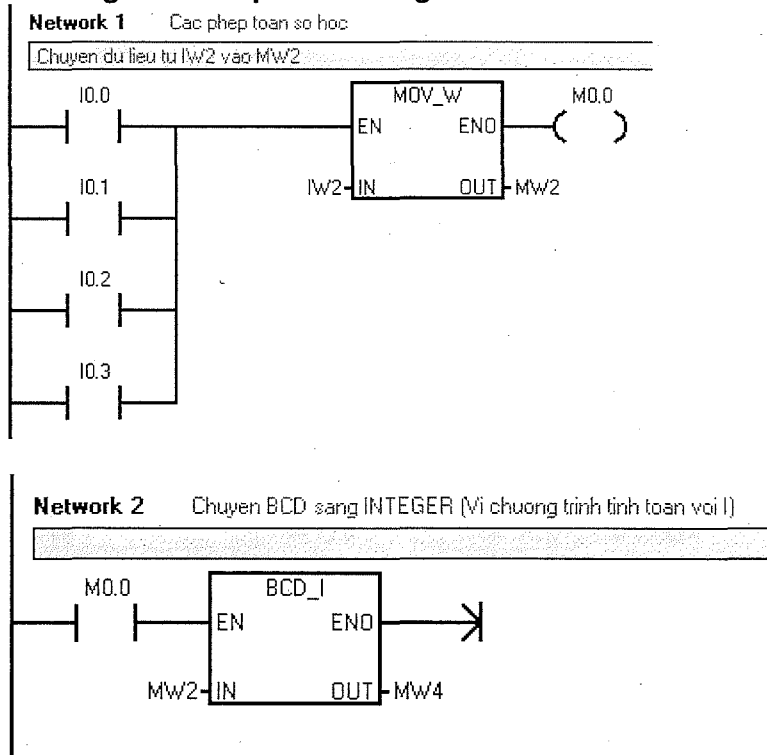 Network 1 Cac phep toan so hoc
Chuyen du lieu tu IW2 vao MW2
I0.0
MOV_W
M0.0
EN ENO
I0.1
IW2 IN OUT MW2
I0.2
I0.3
Network 2 Chuyen BCD sang INTEGER (Vi chuong trinh tinh toan voi I)
M0.0
BCD_I
EN ENO
MW2 IN OUT MW4